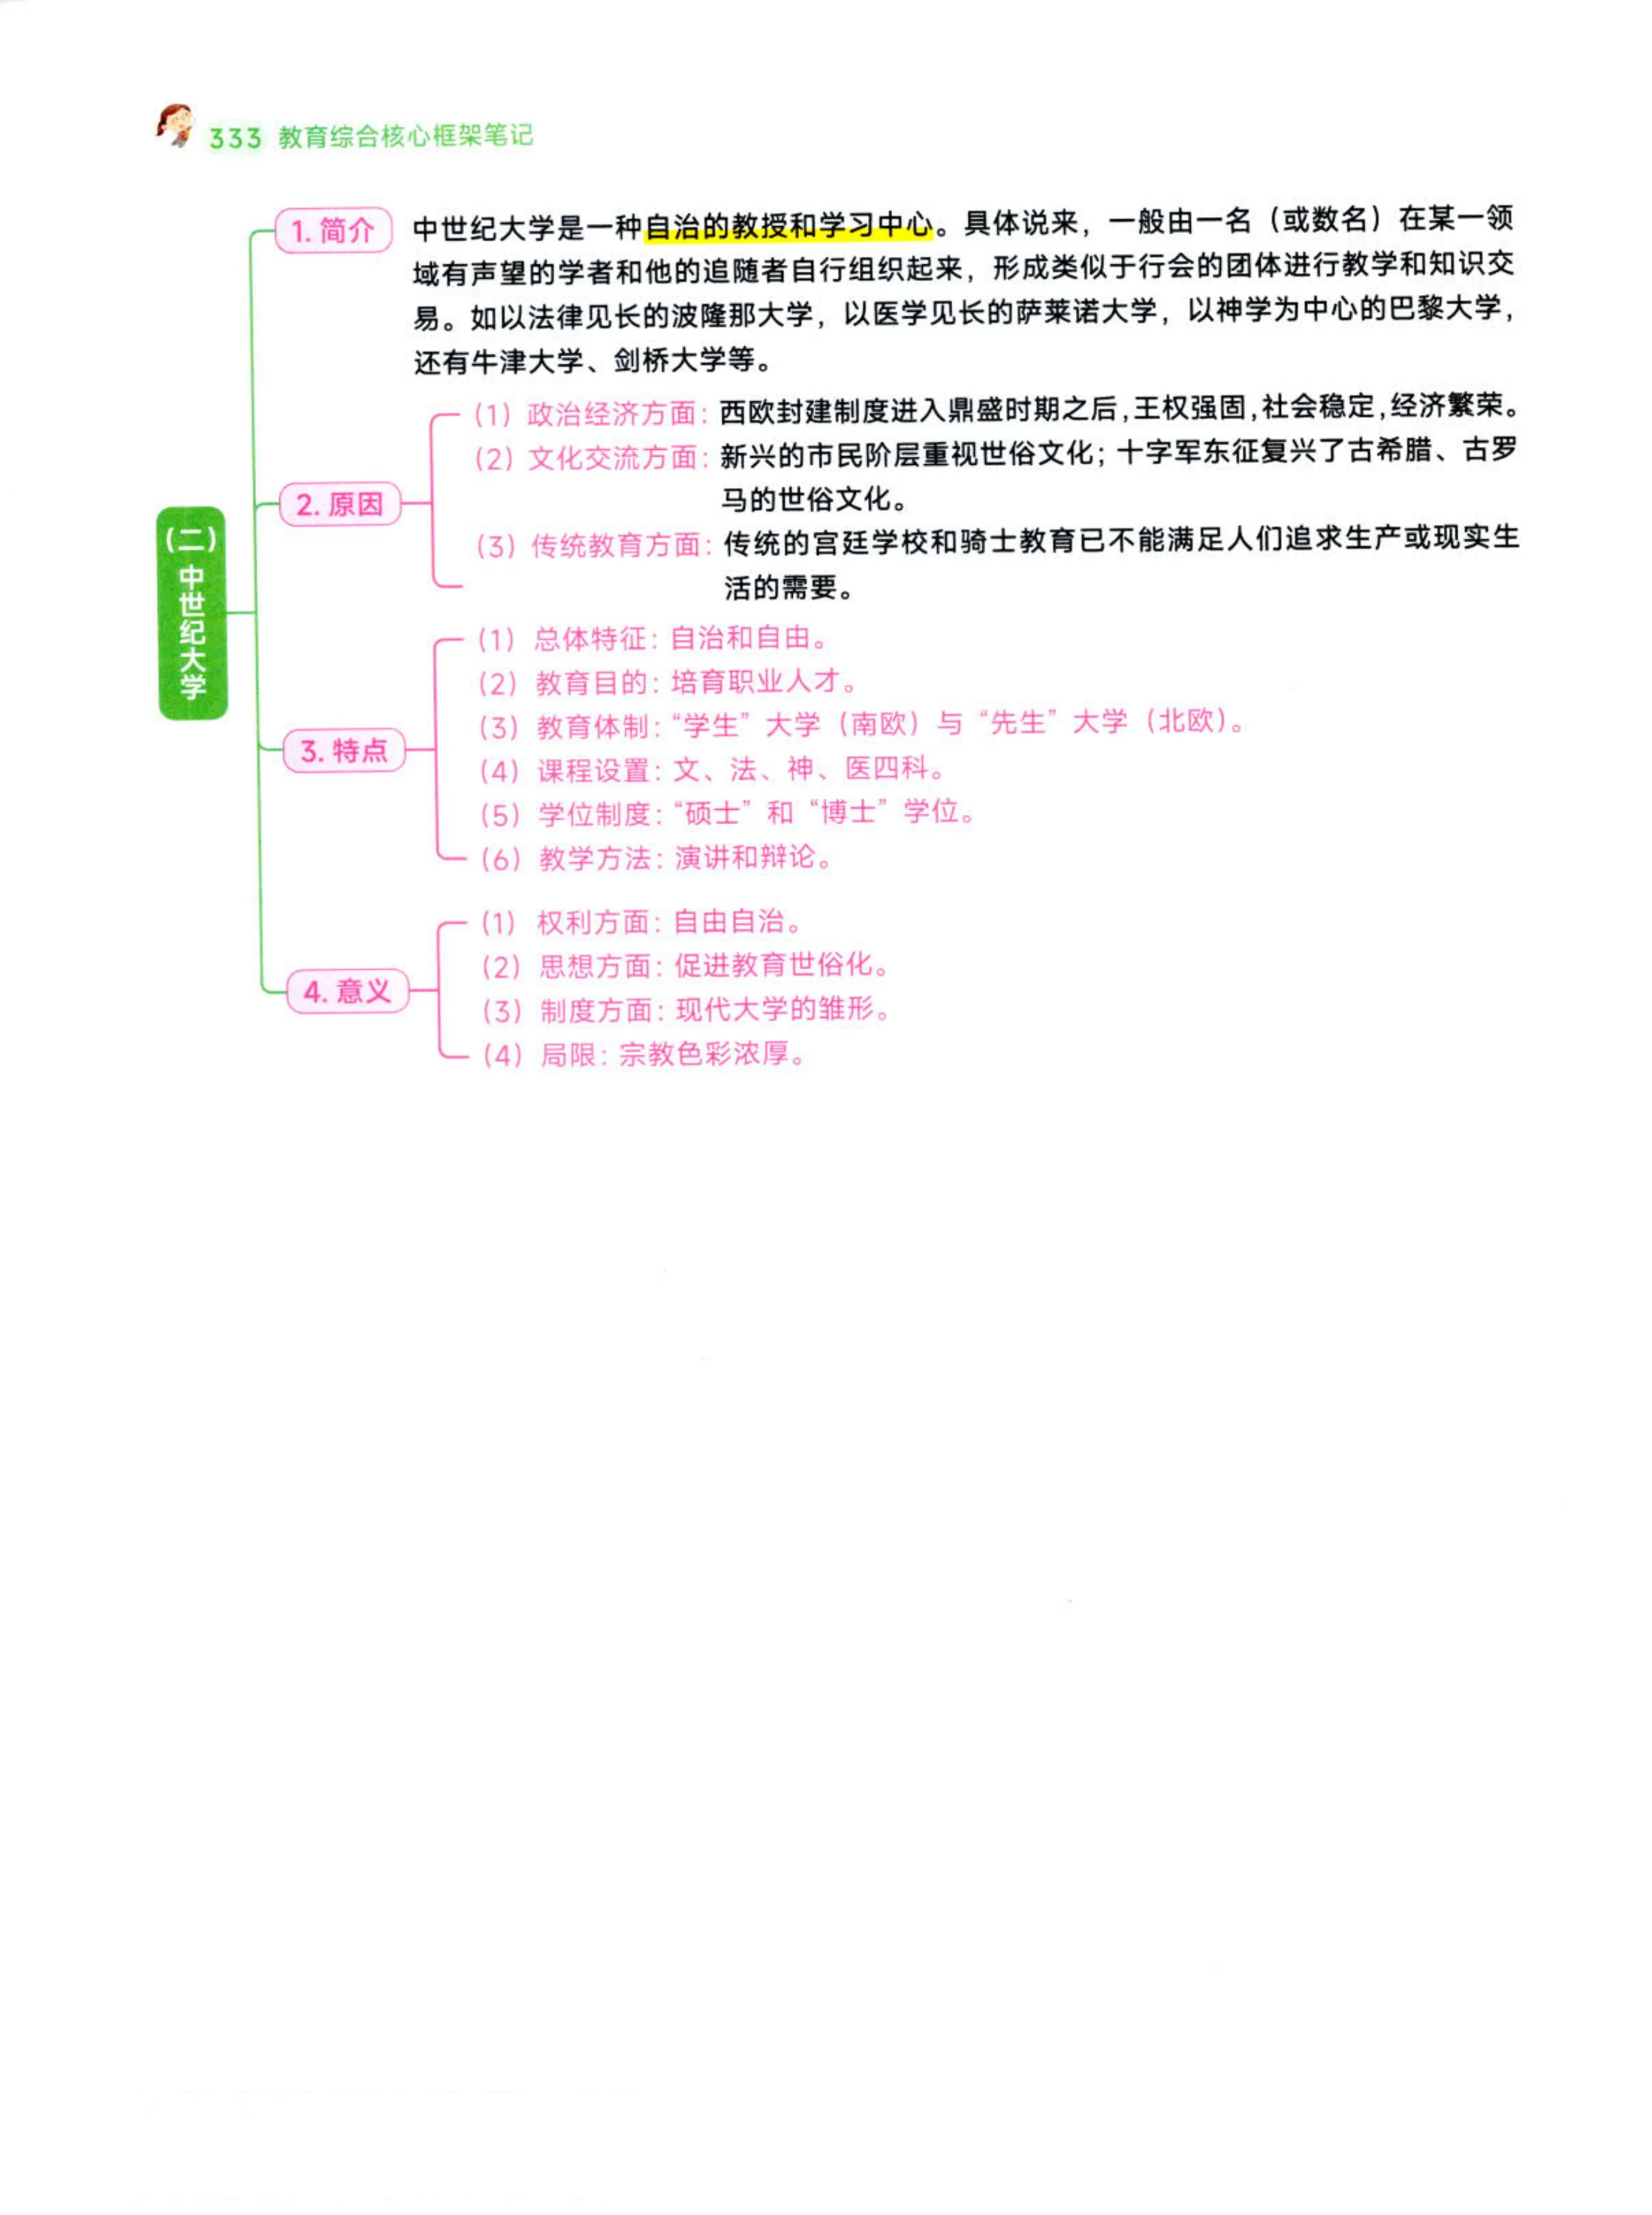 333 教育综合核心框架笔记
(二)中世纪大学
1. 简介
中世纪大学是一种自治的教授和学习中心。具体说来，一般由一名（或数名）在某一领
域有声望的学者和他的追随者自行组织起来，形成类似于行会的团体进行教学和知识交
易。如以法律见长的波隆那大学，以医学见长的萨莱诺大学，以神学为中心的巴黎大学，
还有牛津大学、剑桥大学等。
2. 原因
(1) 政治经济方面：西欧封建制度进入鼎盛时期之后,王权强固,社会稳定,经济繁荣。
(2) 文化交流方面：新兴的市民阶层重视世俗文化；十字军东征复兴了古希腊、古罗
马的世俗文化。
(3) 传统教育方面：传统的宫廷学校和骑士教育已不能满足人们追求生产或现实生
活的需要。
3. 特点
(1) 总体特征：自治和自由。
(2) 教育目的：培育职业人才。
(3) 教育体制：“学生”大学（南欧）与“先生”大学（北欧）。
(4) 课程设置：文、法、神、医四科。
(5) 学位制度：“硕士”和“博士”学位。
(6) 教学方法：演讲和辩论。
4. 意义
(1) 权利方面：自由自治。
(2) 思想方面：促进教育世俗化。
(3) 制度方面：现代大学的雏形。
(4) 局限：宗教色彩浓厚。